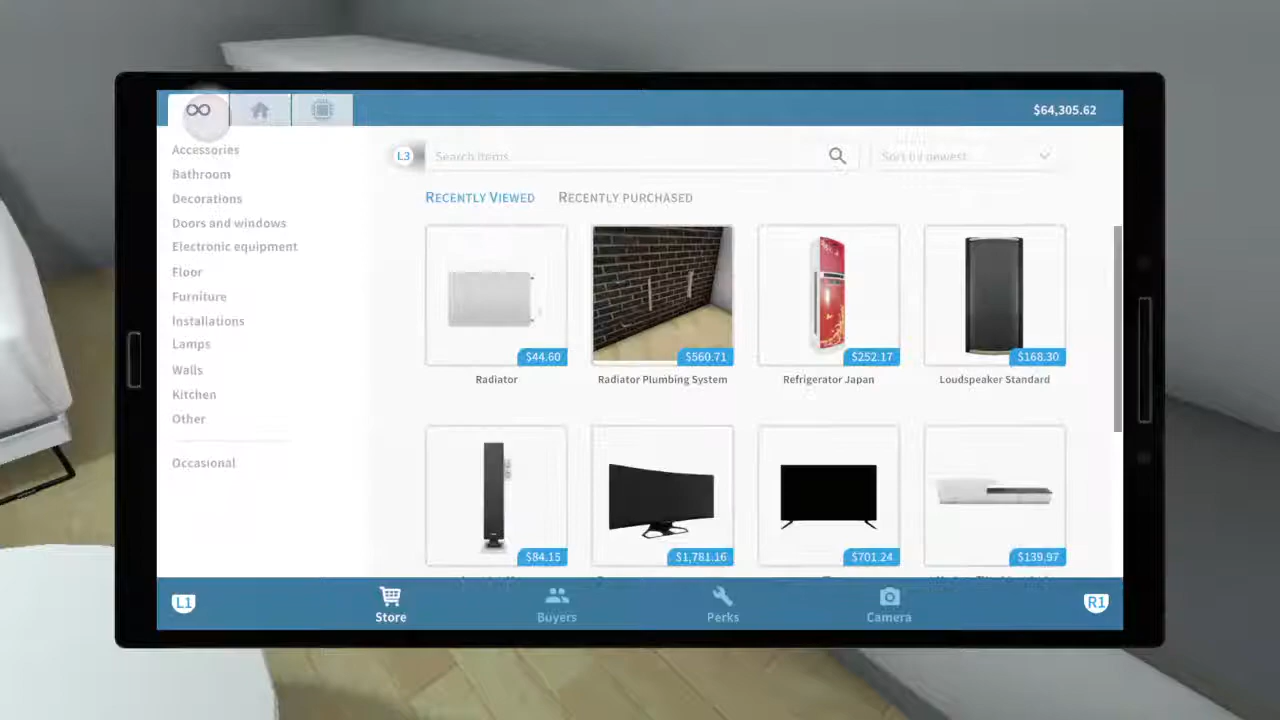 $64,305.62
Accessories
Bathroom
Decorations
Doors and windows
Electronic equipment
Floor
Furniture
Installations
Lamps
Walls
Kitchen
Other
Occasional
L3
Search items
Sort by newest
RECENTLY VIEWED
RECENTLY PURCHASED
$44.60
Radiator
$560.71
Radiator Plumbing System
$252.17
Refrigerator Japan
$168.30
Loudspeaker Standard
$84.15
$1,781.16
$701.24
$139.97
L1
Store
Buyers
Perks
Camera
R1